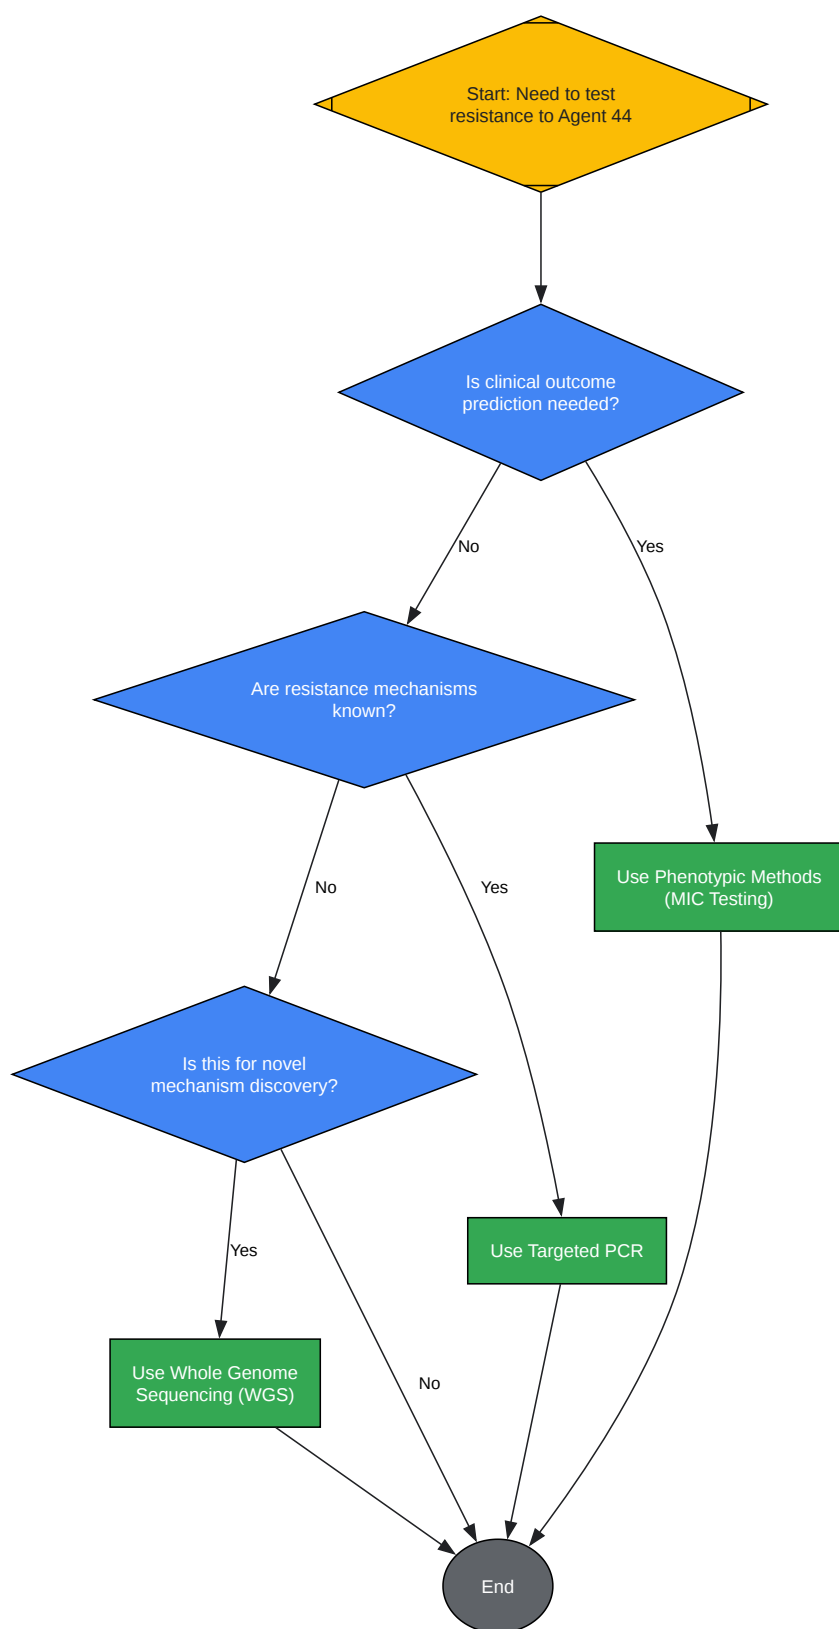 Start: Need to test
resistance to Agent 44
Is clinical outcome
prediction needed?
No
Yes
Are resistance mechanisms
known?
Use Phenotypic Methods
(MIC Testing)
No
Yes
Is this for novel
mechanism discovery?
Yes
Use Targeted PCR
Use Whole Genome
Sequencing (WGS)
No
End